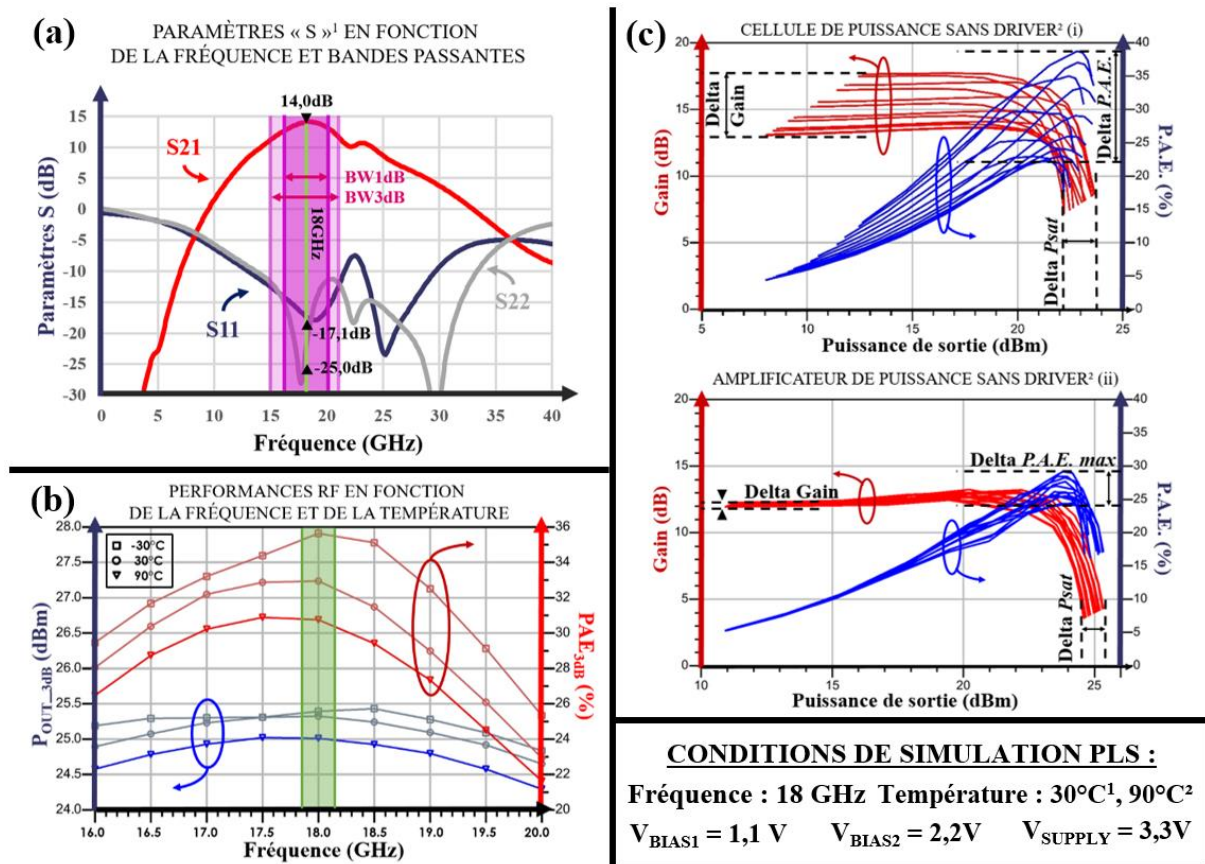 (a)
PARAMÈTRES « S »¹ EN FONCTION
DE LA FRÉQUENCE ET BANDES PASSANTES
14,0dB
S21
BW1dB
BW3dB
18GHz
S11
S22
-17,1dB
-25,0dB
Paramètres S (dB)
15
10
5
0
-5
-10
-15
-20
-25
-30
0 5 10 15 20 25 30 35 40
Fréquence (GHz)
(b)
PERFORMANCES RF EN FONCTION
DE LA FRÉQUENCE ET DE LA TEMPÉRATURE
-30°C
30°C
90°C
P_OUT_3dB (dBm)
28.0
27.5
27.0
26.5
26.0
25.5
25.0
24.5
24.0
PAE_3dB (%)
36
34
32
30
28
26
24
22
20
16.0 16.5 17.0 17.5 18.0 18.5 19.0 19.5 20.0
Fréquence (GHz)
(c)
CELLULE DE PUISSANCE SANS DRIVER² (i)
Delta Gain
Delta P.A.E.
Delta Psat
Gain (dB)
20
15
10
5
0
P.A.E. (%)
40
35
30
25
20
15
10
5
0
5 10 15 20 25
Puissance de sortie (dBm)
AMPLIFICATEUR DE PUISSANCE SANS DRIVER² (ii)
Delta P.A.E. max
Delta Gain
Delta Psat
Gain (dB)
20
15
10
5
0
P.A.E. (%)
40
35
30
25
20
15
10
5
0
10 15 20 25
Puissance de sortie (dBm)
CONDITIONS DE SIMULATION PLS :
Fréquence : 18 GHz Température : 30°C¹, 90°C²
V_BIAS1 = 1,1 V V_BIAS2 = 2,2V V_SUPPLY = 3,3V